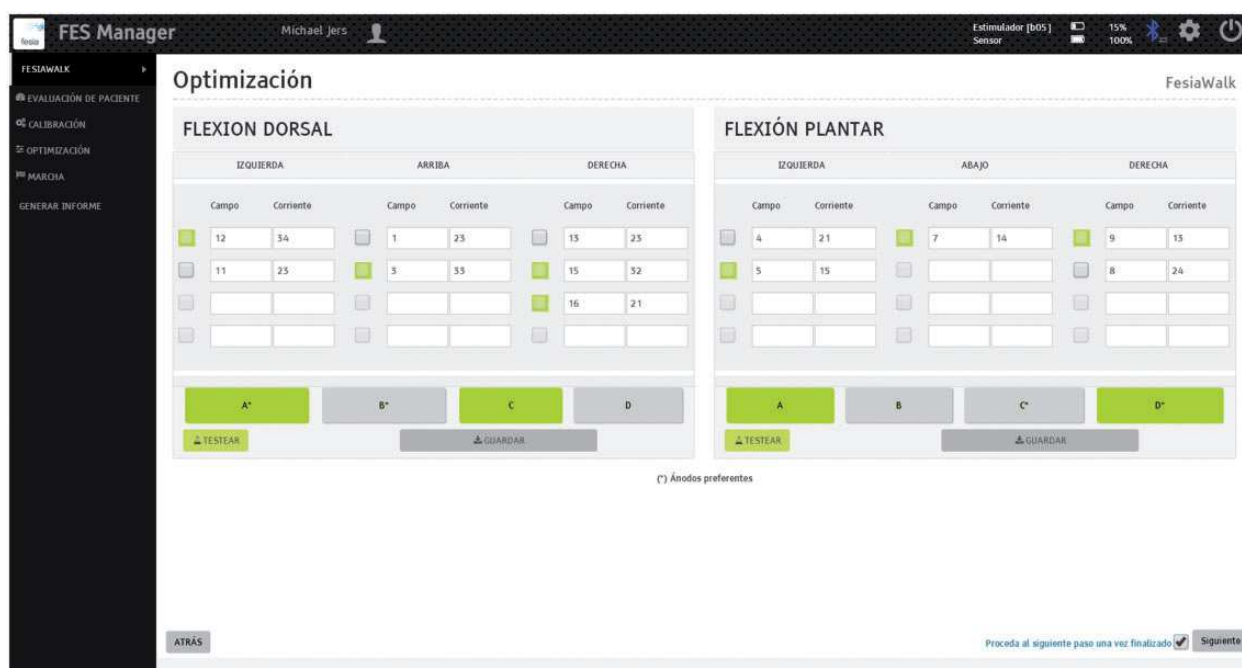 fesia FES Manager Michael Jers Estimulador [b05] 15%
Sensor 100%
FESIAWALK
EVALUACIÓN DE PACIENTE
CALIBRACIÓN
OPTIMIZACIÓN
MARCHA
GENERAR INFORME
Optimización FesiaWalk
FLEXION DORSAL
IZQUIERDA ARRIBA DERECHA
Campo Corriente Campo Corriente Campo Corriente
12 34 1 23 13 23
11 23 3 33 15 32
16 21
A* B* C D
TESTEAR GUARDAR
FLEXIÓN PLANTAR
IZQUIERDA ABAJO DERECHA
Campo Corriente Campo Corriente Campo Corriente
4 21 7 14 9 13
5 15 8 24
A B C* D*
TESTEAR GUARDAR
(*) Ánodos preferentes
ATRÁS Proceda al siguiente paso una vez finalizado Siguiente